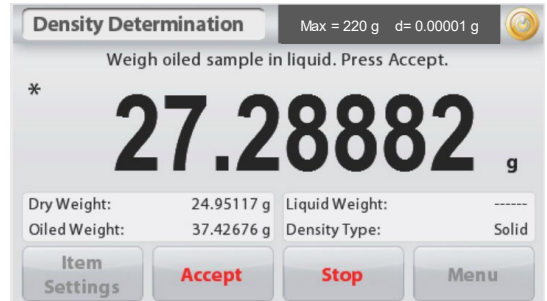 Density Determination Max = 220 g d= 0.00001 g
Weigh oiled sample in liquid. Press Accept.
*
27.28882 g
Dry Weight: 24.95117 g Liquid Weight: ------
Oiled Weight: 37.42676 g Density Type: Solid
Item Settings Accept Stop Menu